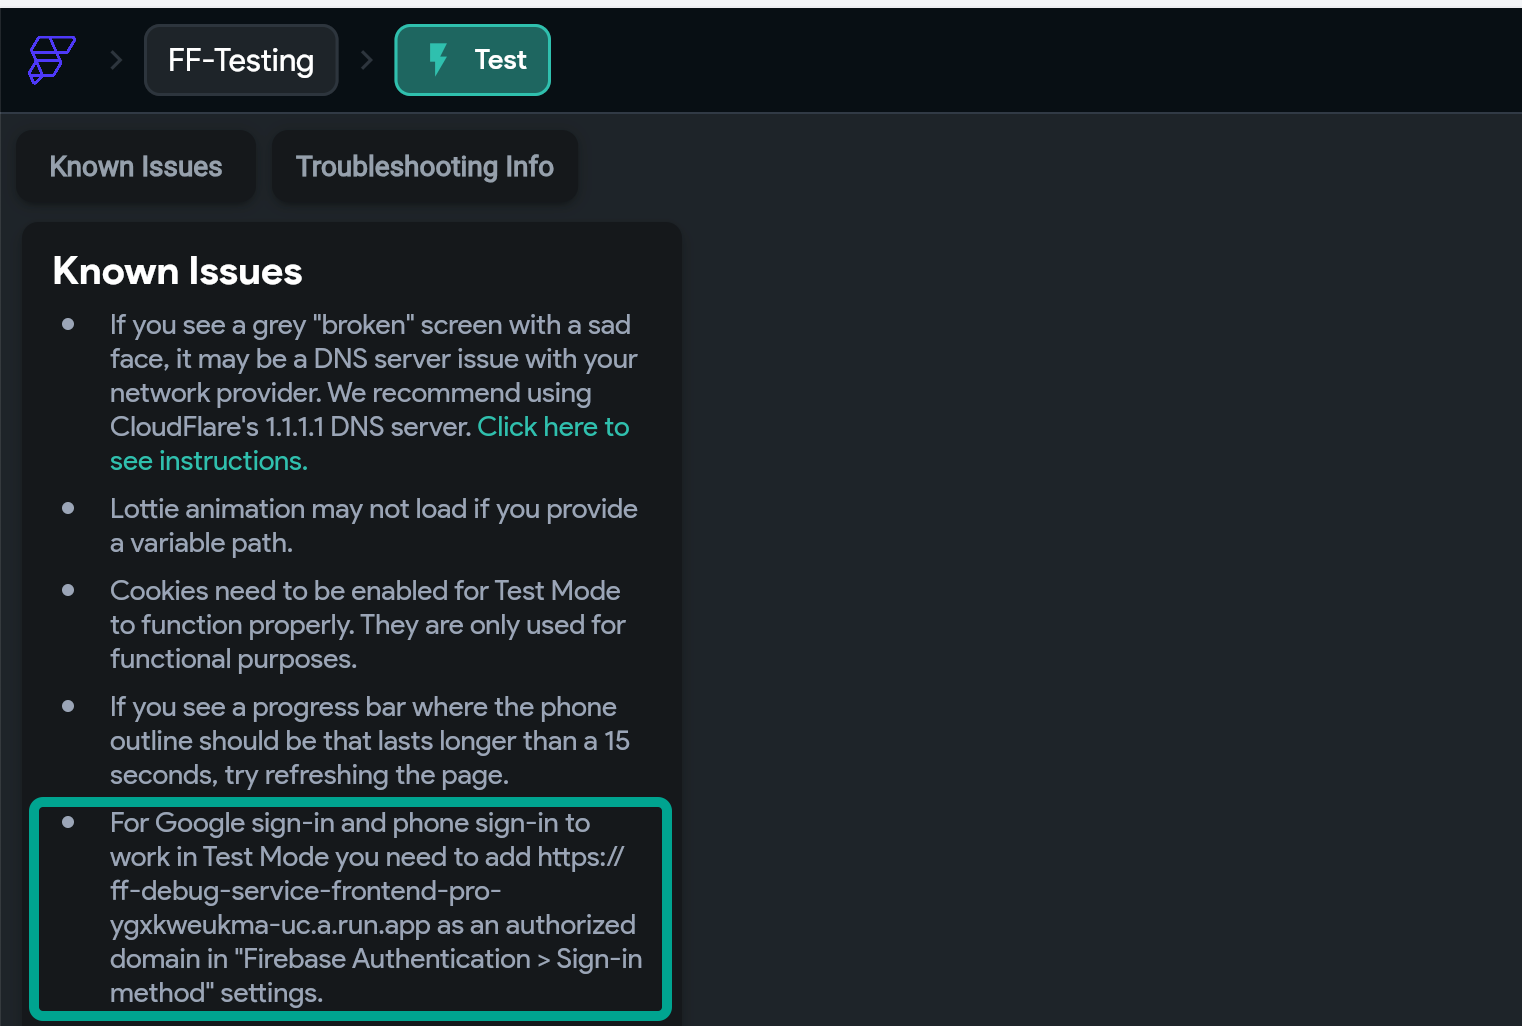 FF-Testing
Test
Known Issues
Troubleshooting Info
Known Issues
If you see a grey "broken" screen with a sad
face, it may be a DNS server issue with your
network provider. We recommend using
CloudFlare's 1.1.1.1 DNS server. Click here to
see instructions.
Lottie animation may not load if you provide
a variable path.
Cookies need to be enabled for Test Mode
to function properly. They are only used for
functional purposes.
If you see a progress bar where the phone
outline should be that lasts longer than a 15
seconds, try refreshing the page.
For Google sign-in and phone sign-in to
work in Test Mode you need to add https://
ff-debug-service-frontend-pro-
ygxkweukma-uc.a.run.app as an authorized
domain in "Firebase Authentication > Sign-in
method" settings.